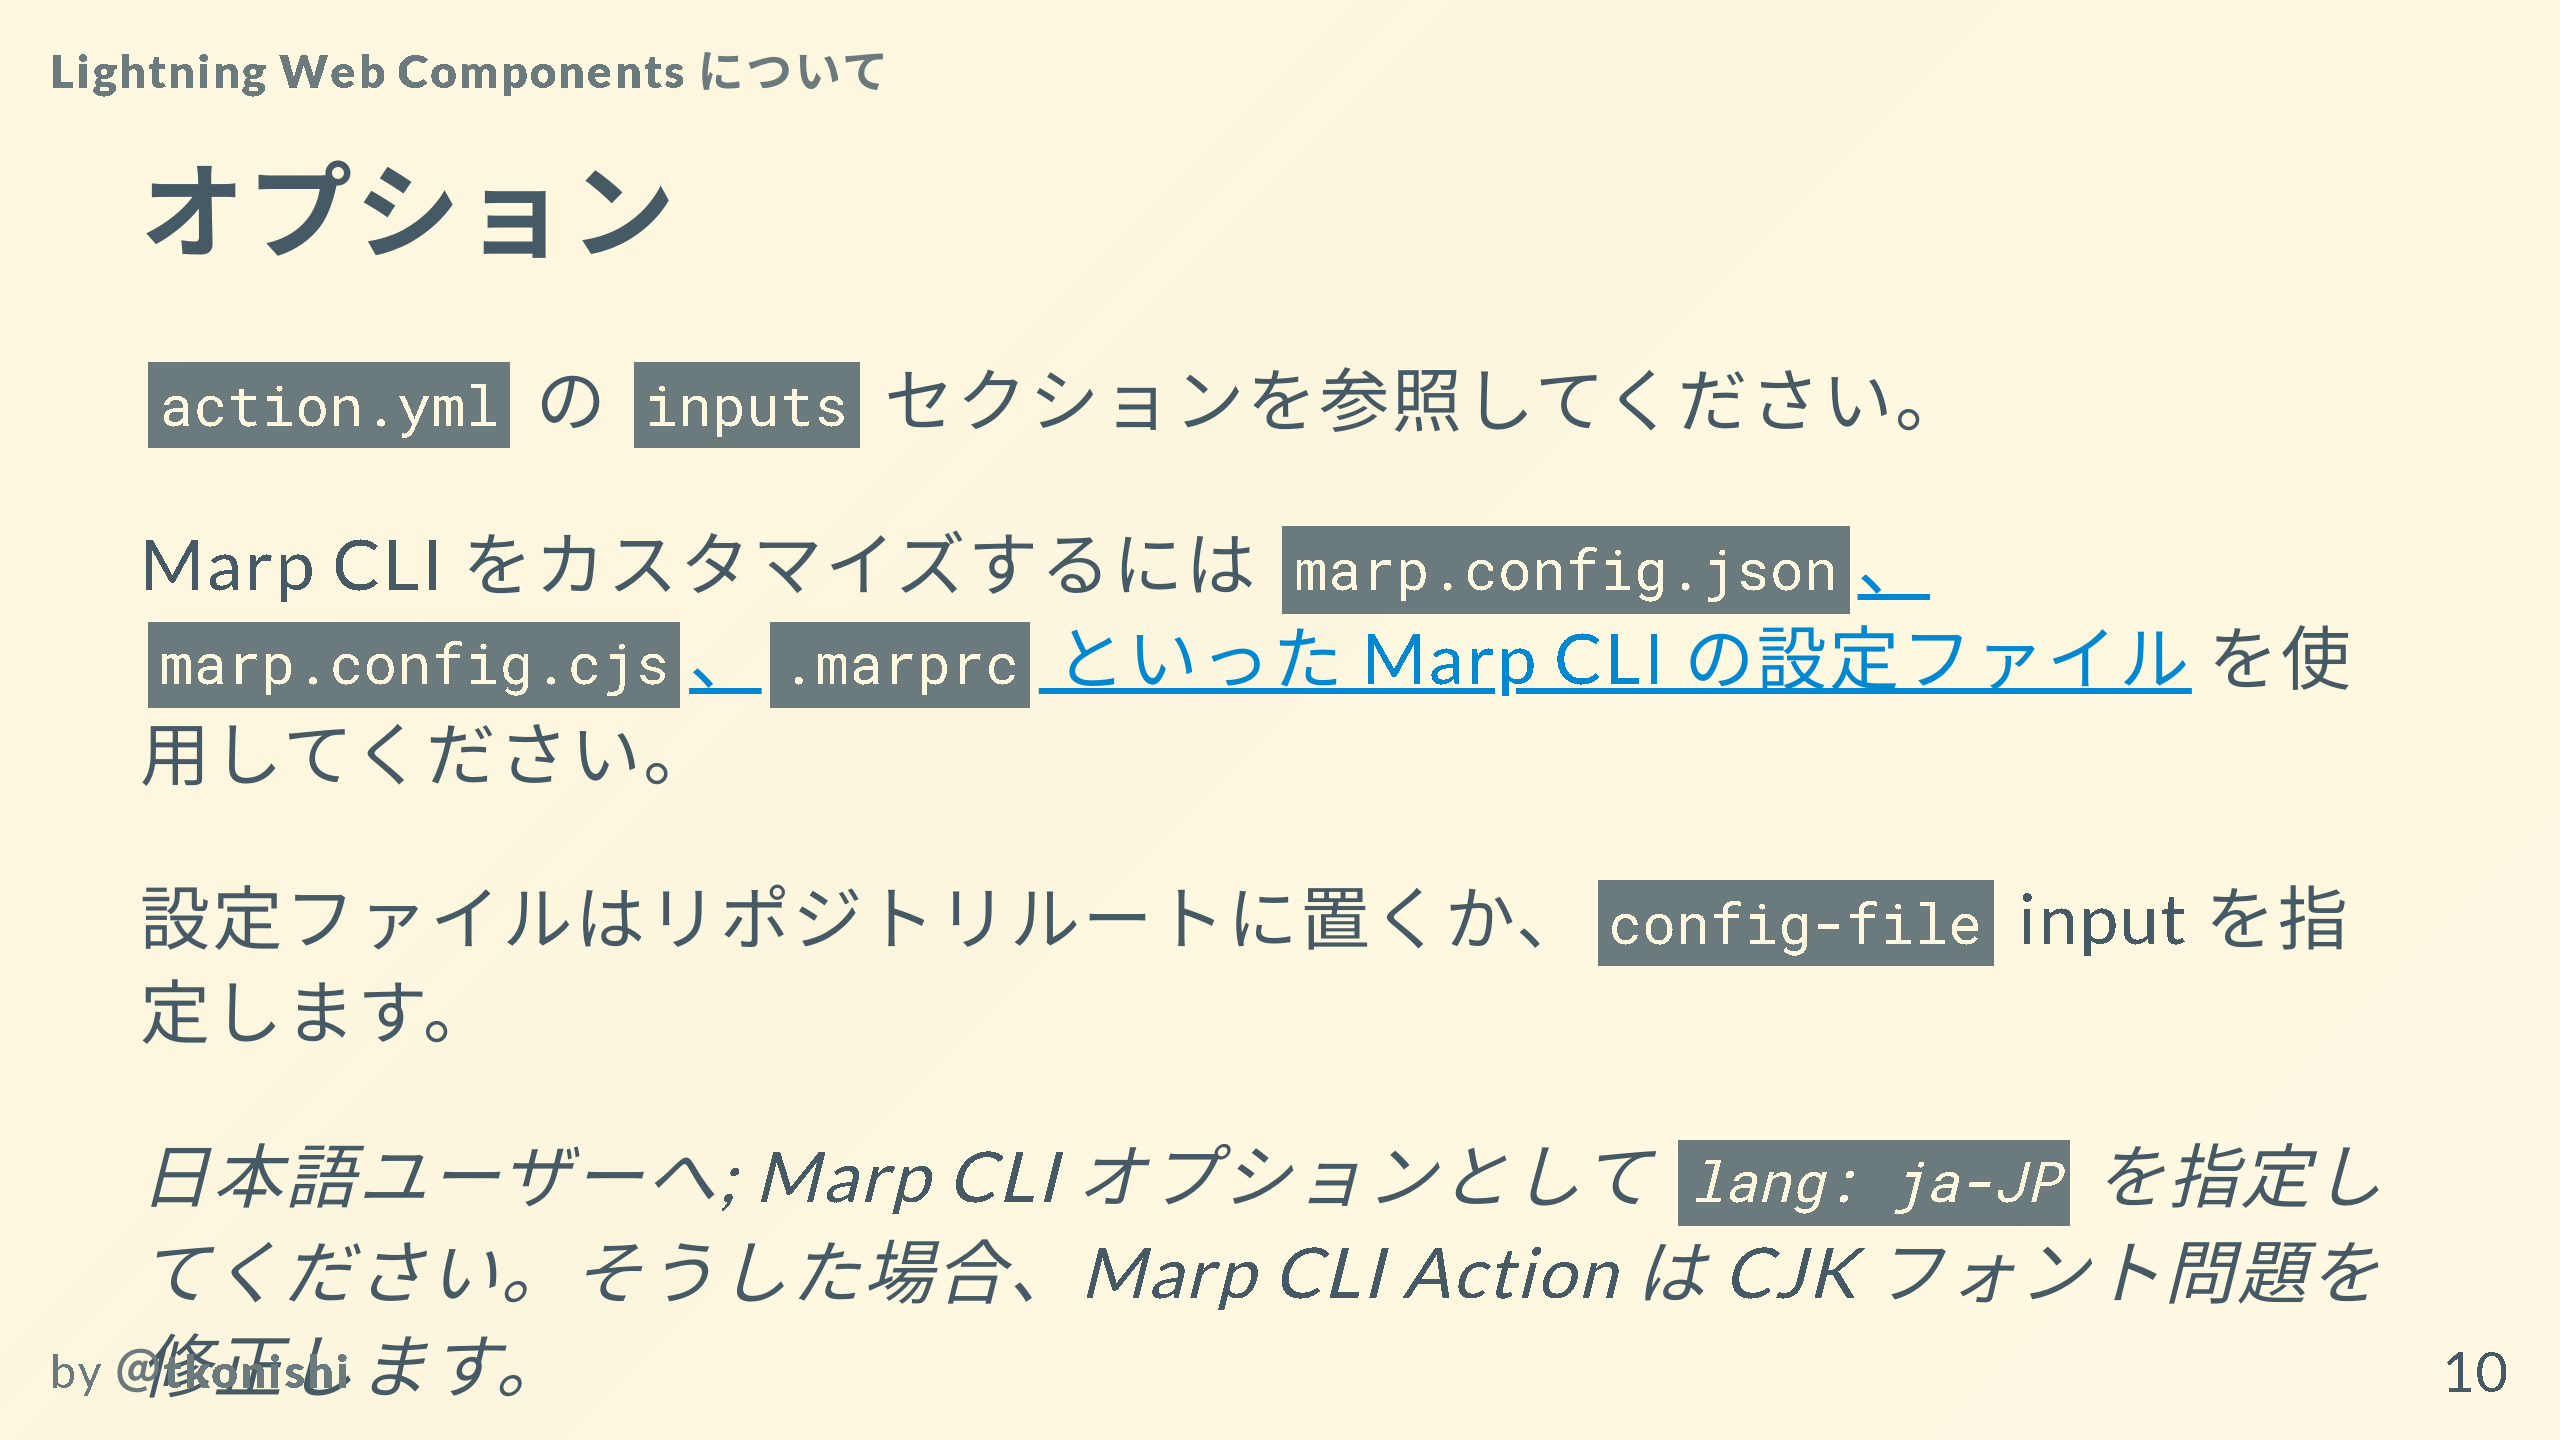 Lightning Web Components について
オプション
action.yml の inputs セクションを参照してください。
Marp CLI をカスタマイズするには marp.config.json 、
marp.config.cjs 、 .marprc といった Marp CLI の設定ファイル を使
用してください。
設定ファイルはリポジトリルートに置くか、 config-file input を指
定します。
日本語ユーザーへ; Marp CLI オプションとして lang: ja-JP を指定し
てください。そうした場合、Marp CLI Action は CJK フォント問題を
修正します。
by @tkonishi
10